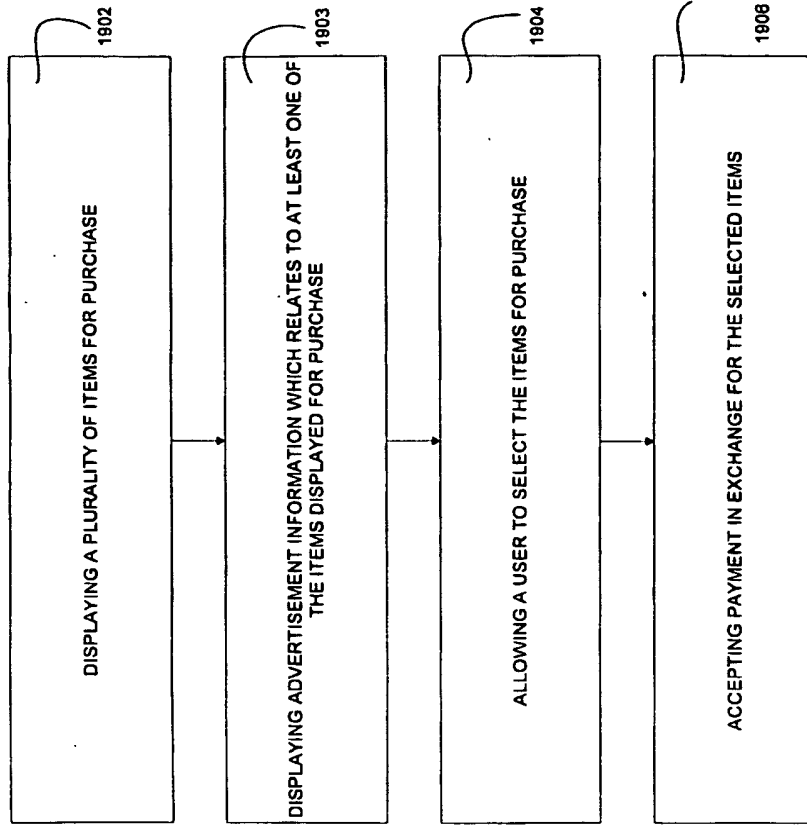 DISPLAYING A PLURALITY OF ITEMS FOR PURCHASE
1902
DISPLAYING ADVERTISEMENT INFORMATION WHICH RELATES TO AT LEAST ONE OF
THE ITEMS DISPLAYED FOR PURCHASE
1903
ALLOWING A USER TO SELECT THE ITEMS FOR PURCHASE
1904
ACCEPTING PAYMENT IN EXCHANGE FOR THE SELECTED ITEMS
1908